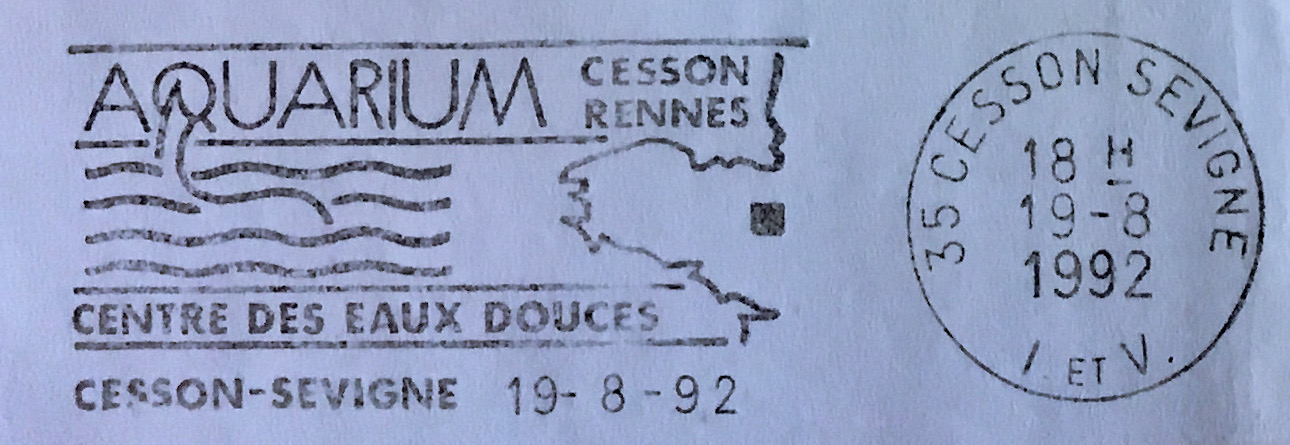 AQUARIUM
CESSON
RENNES
CENTRE DES EAUX DOUCES
CESSON-SEVIGNE 19-8-92
35 CESSON SEVIGNE
18 H
19-8
1992
I. ET V.